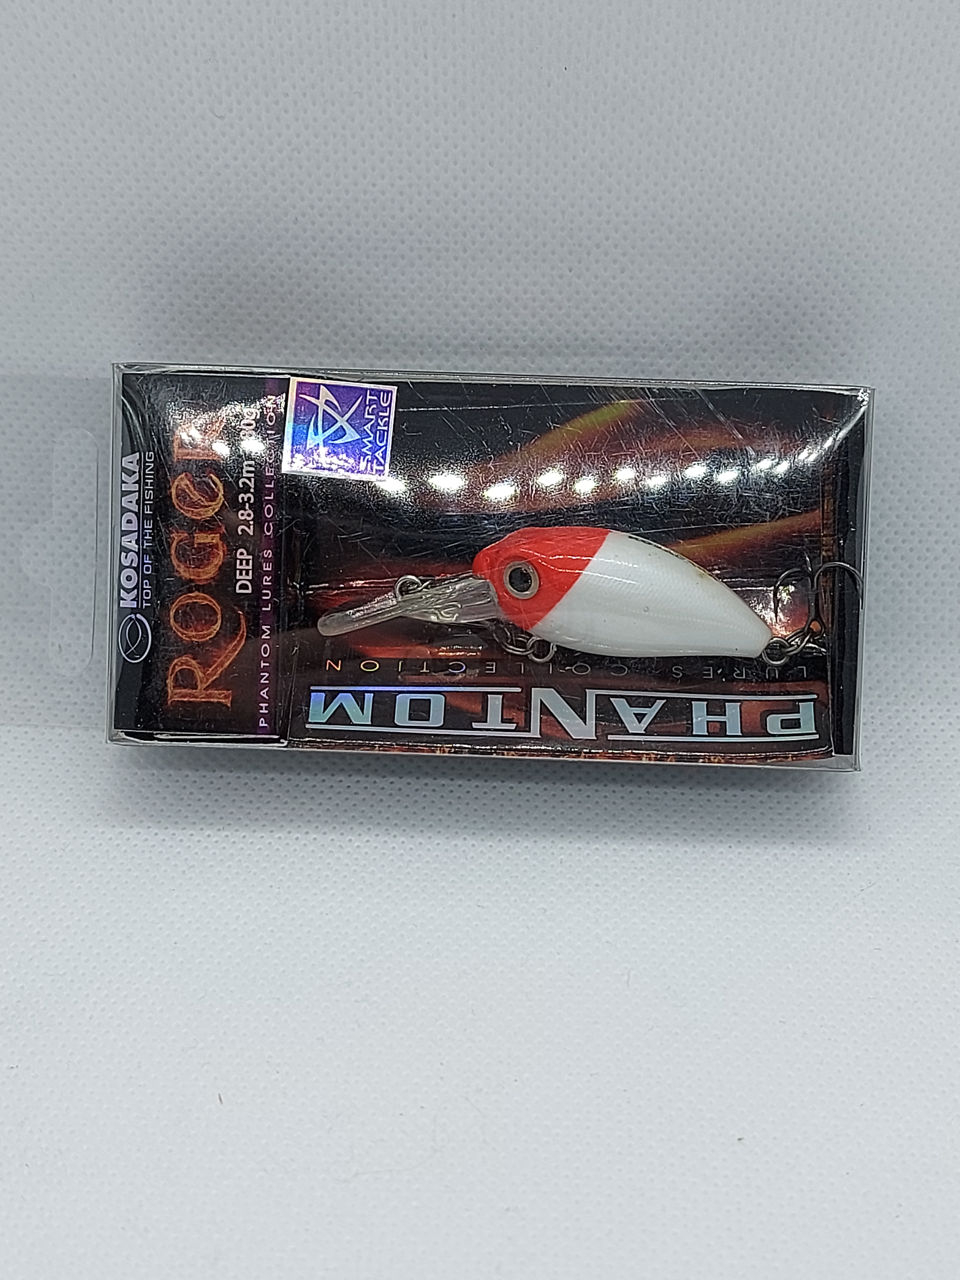 KOSADAKA
TOP OF THE FISHING
ROGER
DEEP 2.8-3.2m
PHANTOM LURES COLLECTION
SMART
TACKLE
PHANTOM
LURES COLLECTION